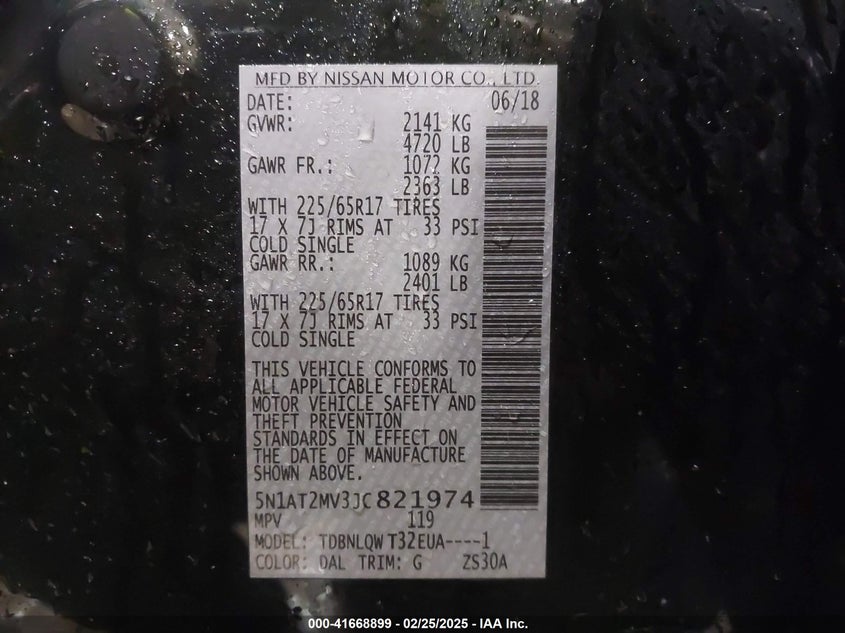 MFD BY NISSAN MOTOR CO., LTD.
DATE: 06/18
GVWR: 2141 KG
4720 LB
GAWR FR.: 1072 KG
2363 LB
WITH 225/65R17 TIRES
17 X 7J RIMS AT 33 PSI
COLD SINGLE
GAWR RR.: 1089 KG
2401 LB
WITH 225/65R17 TIRES
17 X 7J RIMS AT 33 PSI
COLD SINGLE
THIS VEHICLE CONFORMS TO
ALL APPLICABLE FEDERAL
MOTOR VEHICLE SAFETY AND
THEFT PREVENTION
STANDARDS IN EFFECT ON
THE DATE OF MANUFACTURE
SHOWN ABOVE.
5N1AT2MV3JC821974
MPV 119
MODEL: TDBNLQW T32EUA----1
COLOR: DAL TRIM: G ZS30A
000-41668899 - 02/25/2025 - IAA Inc.